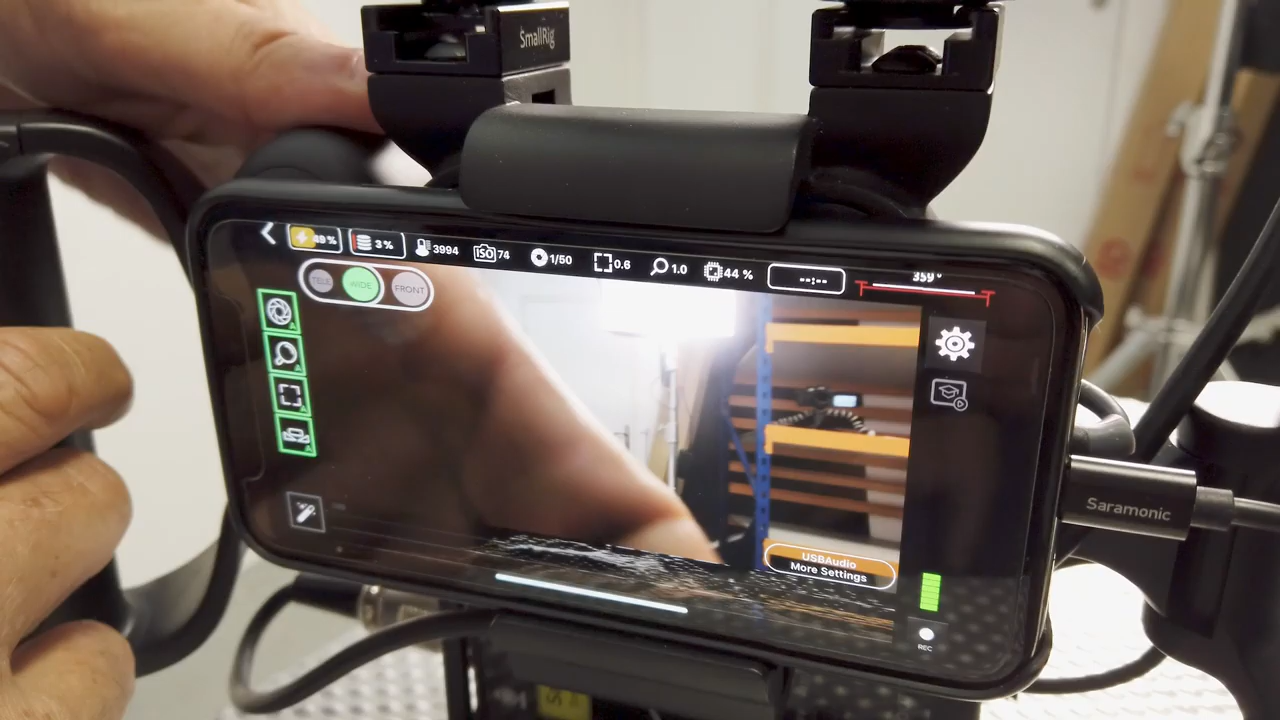 SmallRig
49 %
3 %
3994
ISO 74
1/50
0.6
1.0
44 %
--:--
359°
TELE
WIDE
FRONT
A
A
A
A
Saramonic
USBAudio
More Settings
REC